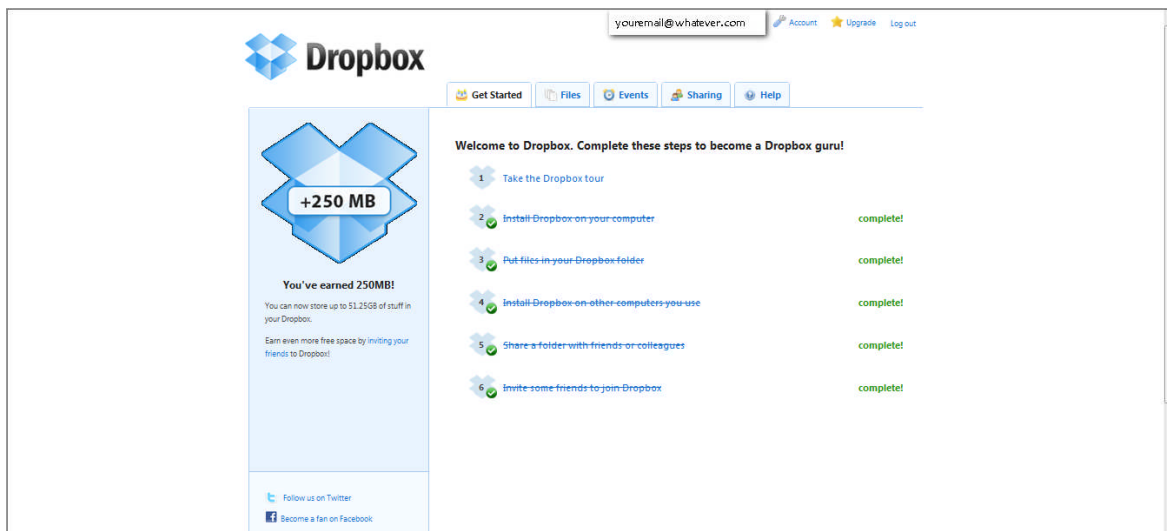 youremail@whatever.com Account Upgrade Log out
Dropbox
Get Started Files Events Sharing Help
+250 MB
You've earned 250MB!
You can now store up to 51.25GB of stuff in
your Dropbox.
Earn even more free space by inviting your
friends to Dropbox!
Welcome to Dropbox. Complete these steps to become a Dropbox guru!
1 Take the Dropbox tour
2 Install Dropbox on your computer complete!
3 Put files in your Dropbox folder complete!
4 Install Dropbox on other computers you use complete!
5 Share a folder with friends or colleagues complete!
6 Invite some friends to join Dropbox complete!
Follow us on Twitter
Become a fan on Facebook